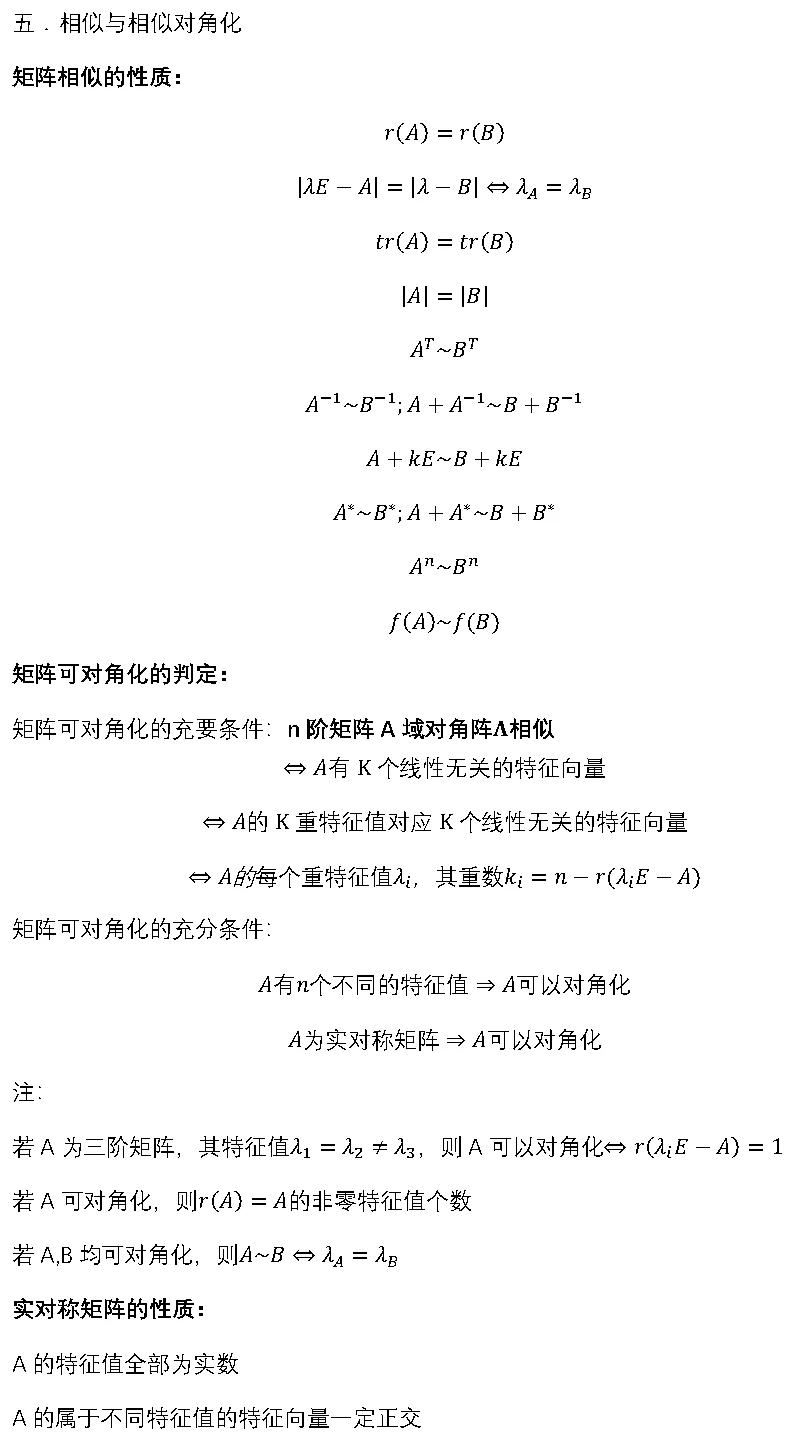 五．相似与相似对角化
矩阵相似的性质：
r(A) = r(B)
|λE − A| = |λ − B| ⇔ λ_A = λ_B
tr(A) = tr(B)
|A| = |B|
A^T~B^T
A^{−1}~B^{−1}; A + A^{−1}~B + B^{−1}
A + kE~B + kE
A^*~B^*; A + A^*~B + B^*
A^n~B^n
f(A)~f(B)
矩阵可对角化的判定：
矩阵可对角化的充要条件：n 阶矩阵 A 域对角阵Λ相似
⇔ A有 K 个线性无关的特征向量
⇔ A的 K 重特征值对应 K 个线性无关的特征向量
⇔ A的每个重特征值λ_i，其重数k_i = n − r(λ_iE − A)
矩阵可对角化的充分条件：
A有n个不同的特征值 ⇒ A可以对角化
A为实对称矩阵 ⇒ A可以对角化
注：
若 A 为三阶矩阵，其特征值λ_1 = λ_2 ≠ λ_3，则 A 可以对角化⇔ r(λ_iE − A) = 1
若 A 可对角化，则r(A) = A的非零特征值个数
若 A,B 均可对角化，则A~B ⇔ λ_A = λ_B
实对称矩阵的性质：
A 的特征值全部为实数
A 的属于不同特征值的特征向量一定正交